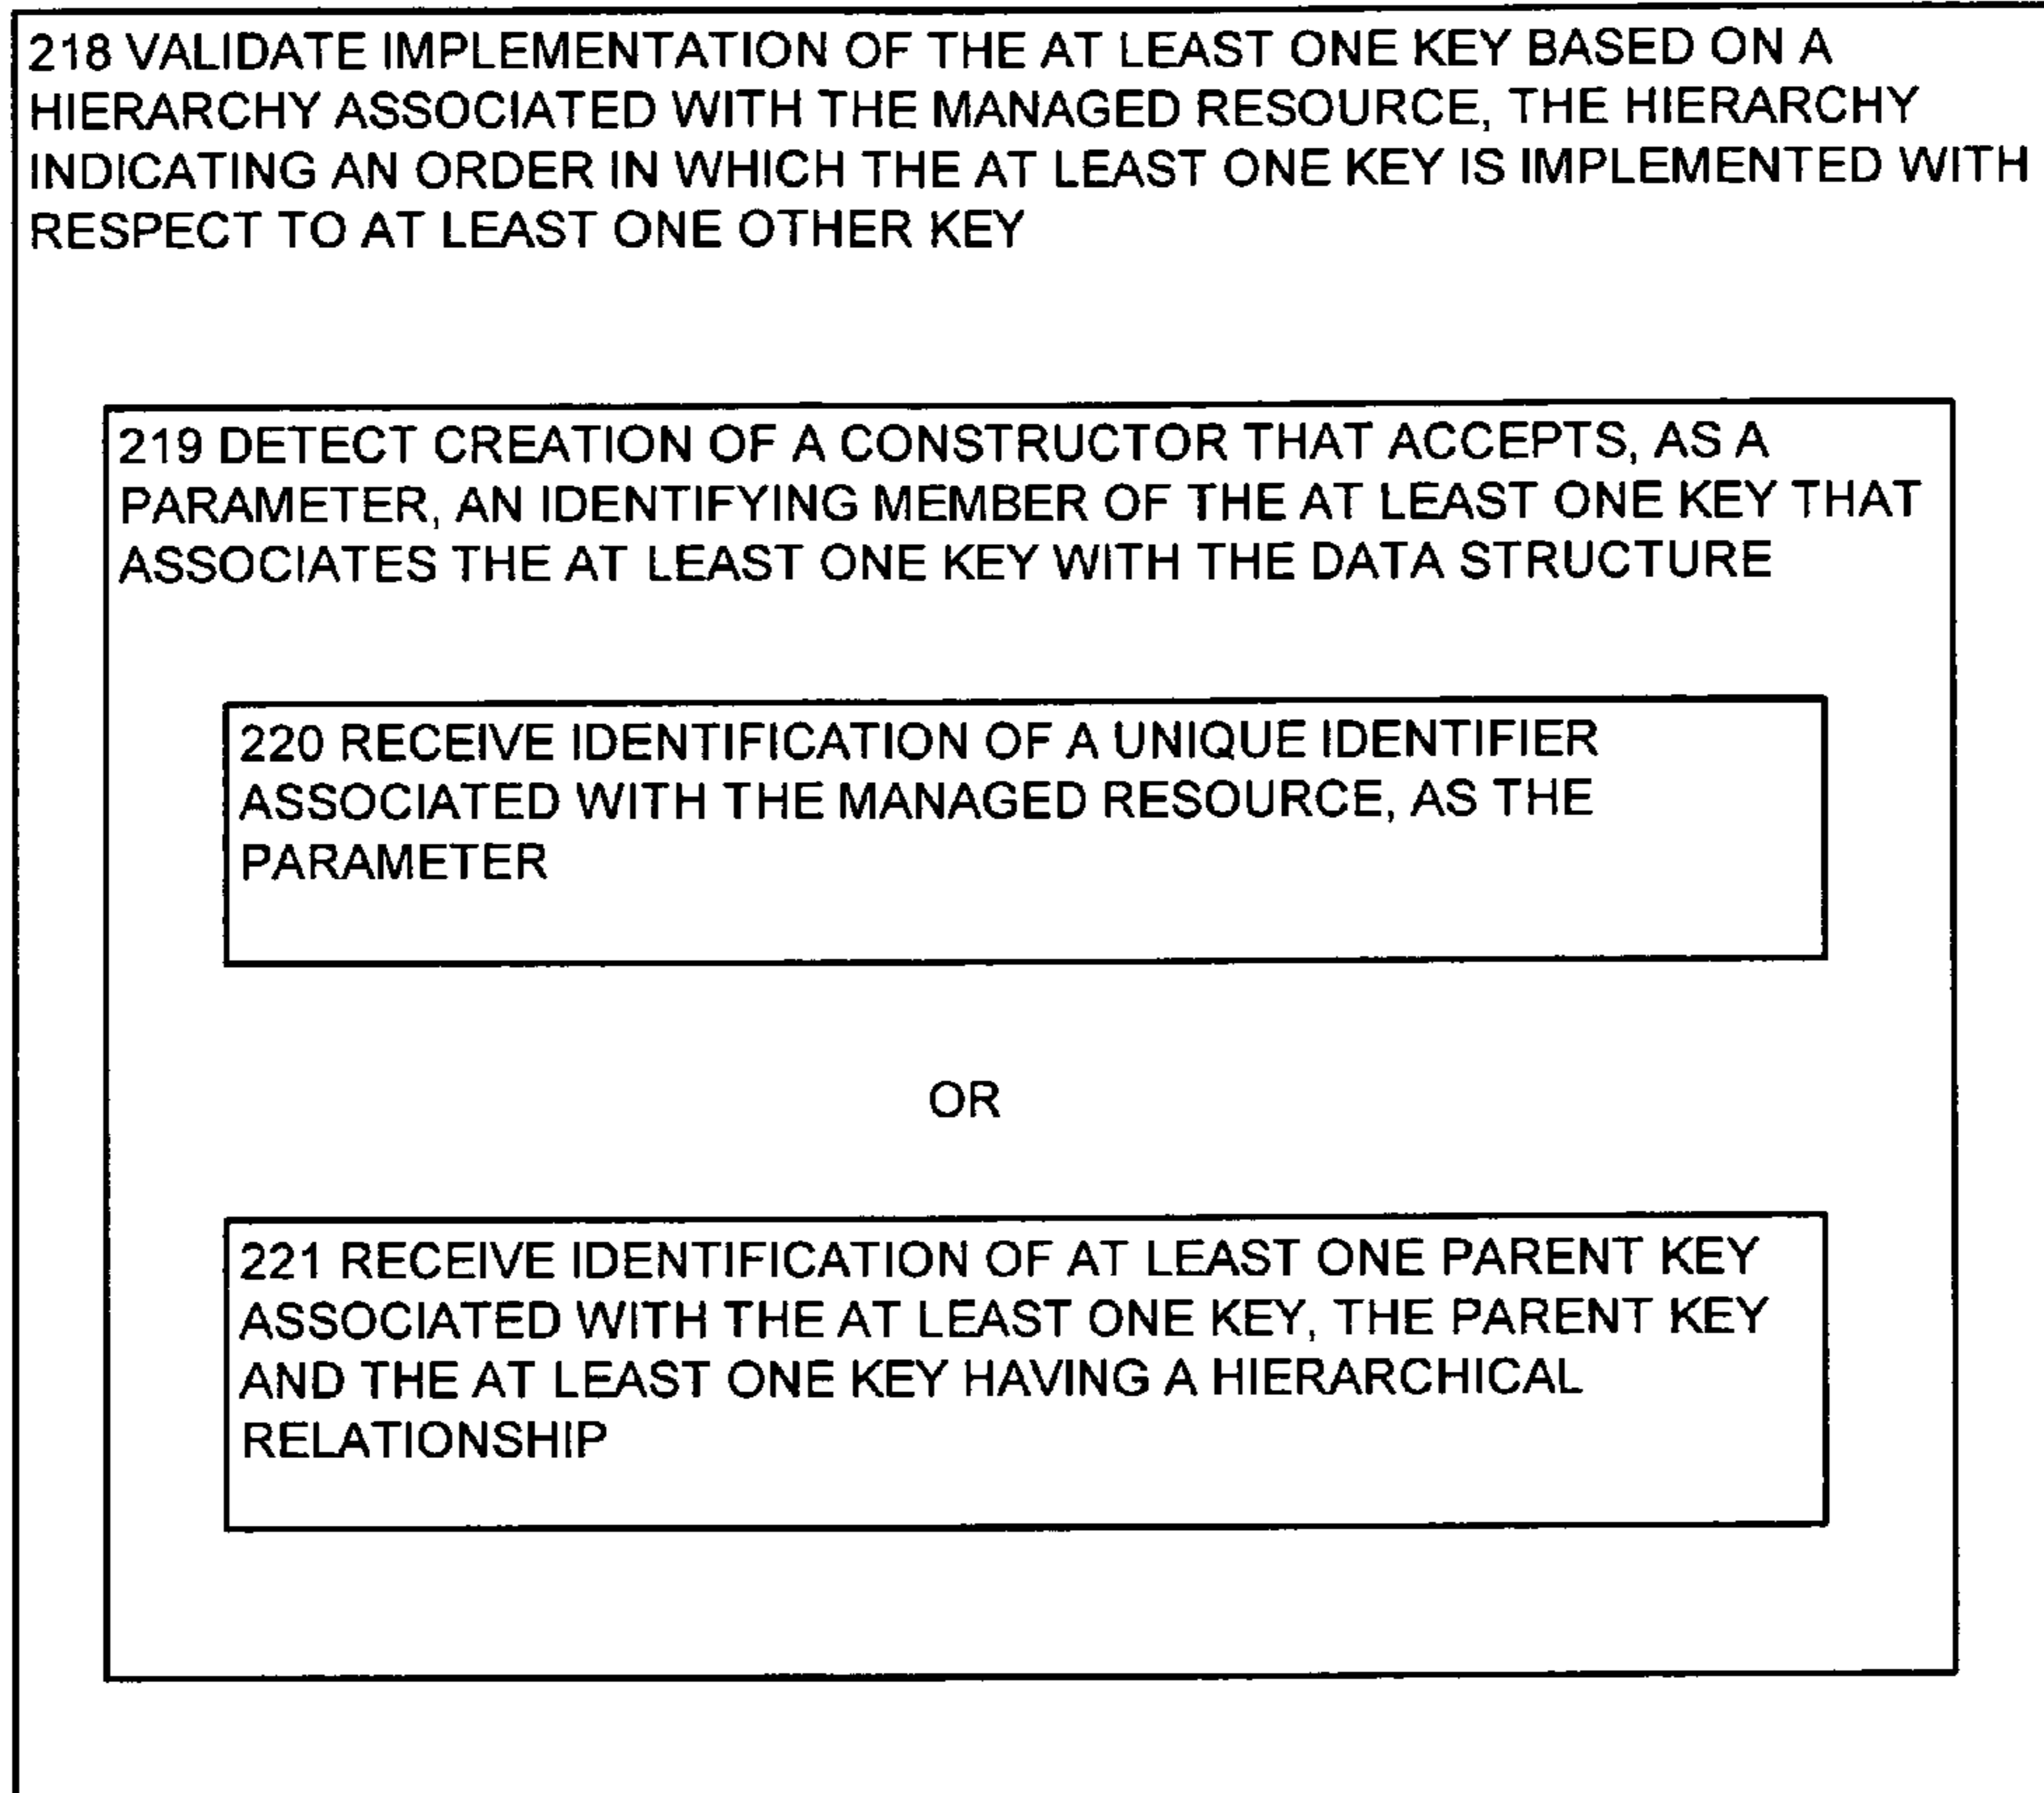 218 VALIDATE IMPLEMENTATION OF THE AT LEAST ONE KEY BASED ON A
HIERARCHY ASSOCIATED WITH THE MANAGED RESOURCE, THE HIERARCHY
INDICATING AN ORDER IN WHICH THE AT LEAST ONE KEY IS IMPLEMENTED WITH
RESPECT TO AT LEAST ONE OTHER KEY
219 DETECT CREATION OF A CONSTRUCTOR THAT ACCEPTS, AS A
PARAMETER, AN IDENTIFYING MEMBER OF THE AT LEAST ONE KEY THAT
ASSOCIATES THE AT LEAST ONE KEY WITH THE DATA STRUCTURE
220 RECEIVE IDENTIFICATION OF A UNIQUE IDENTIFIER
ASSOCIATED WITH THE MANAGED RESOURCE, AS THE
PARAMETER
OR
221 RECEIVE IDENTIFICATION OF AT LEAST ONE PARENT KEY
ASSOCIATED WITH THE AT LEAST ONE KEY, THE PARENT KEY
AND THE AT LEAST ONE KEY HAVING A HIERARCHICAL
RELATIONSHIP